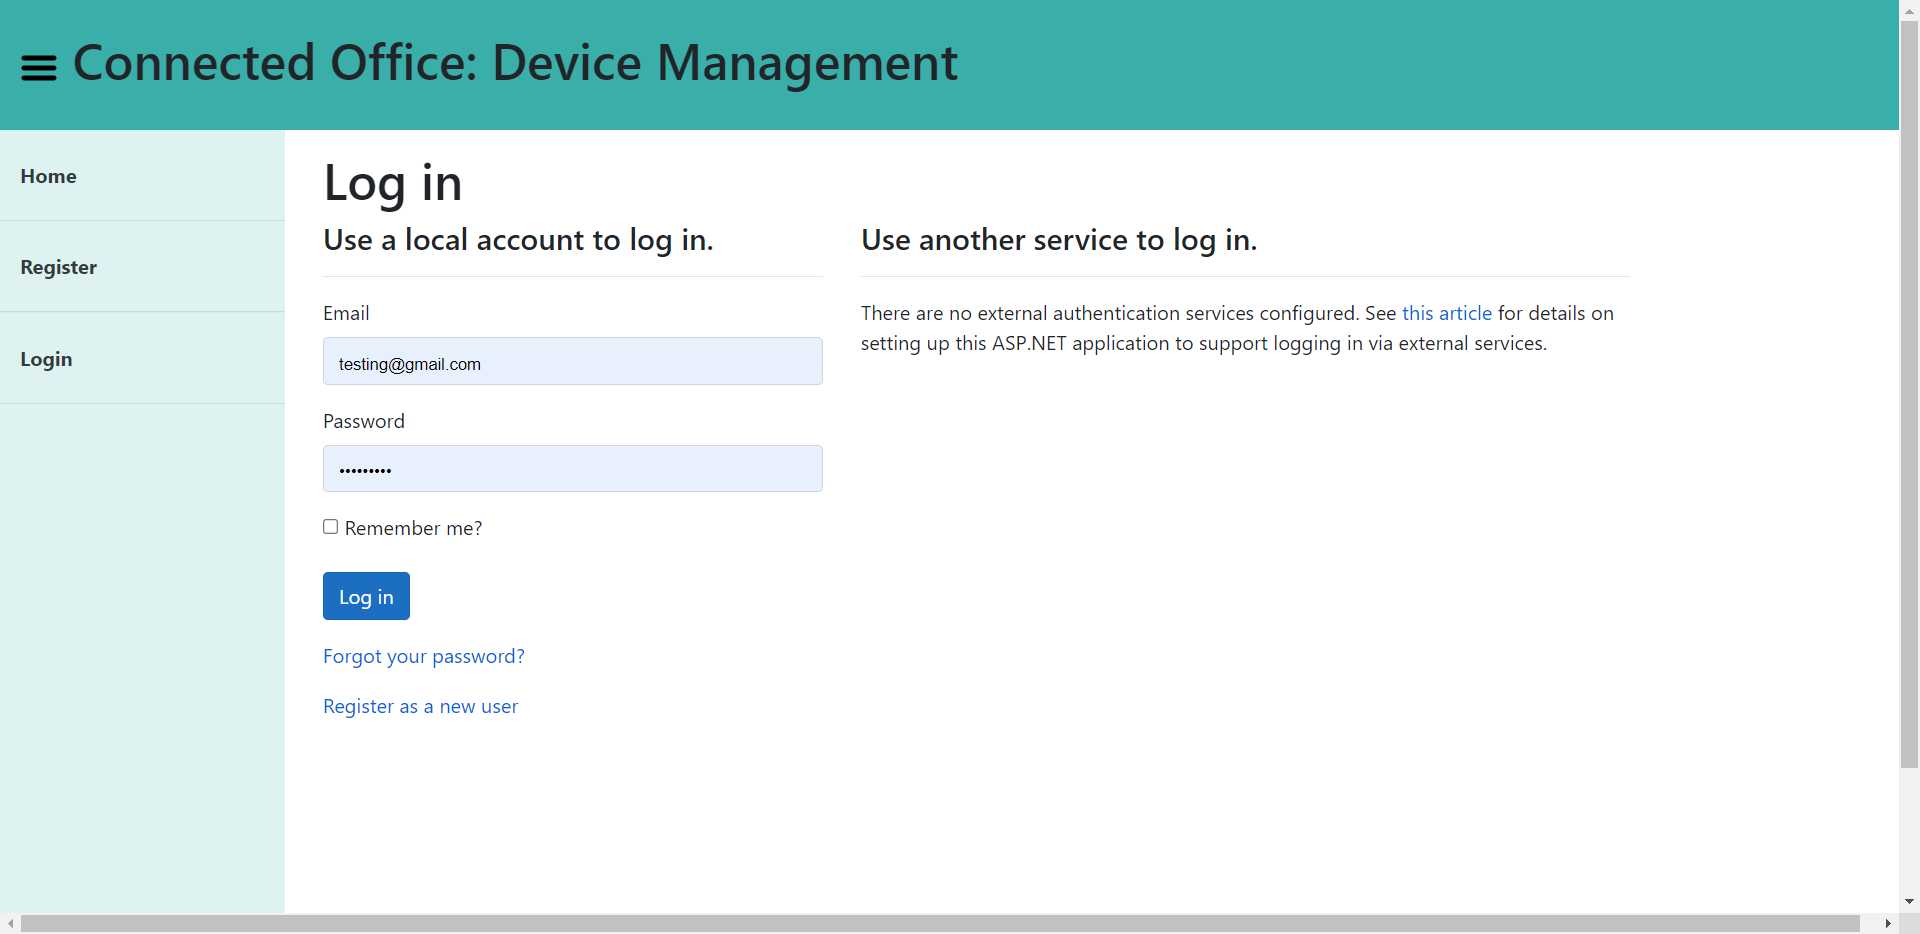 Connected Office: Device Management
Home
Register
Login
Log in
Use a local account to log in.
Email
testing@gmail.com
Password
•••••••••
Remember me?
Log in
Forgot your password?
Register as a new user
Use another service to log in.
There are no external authentication services configured. See this article for details on
setting up this ASP.NET application to support logging in via external services.